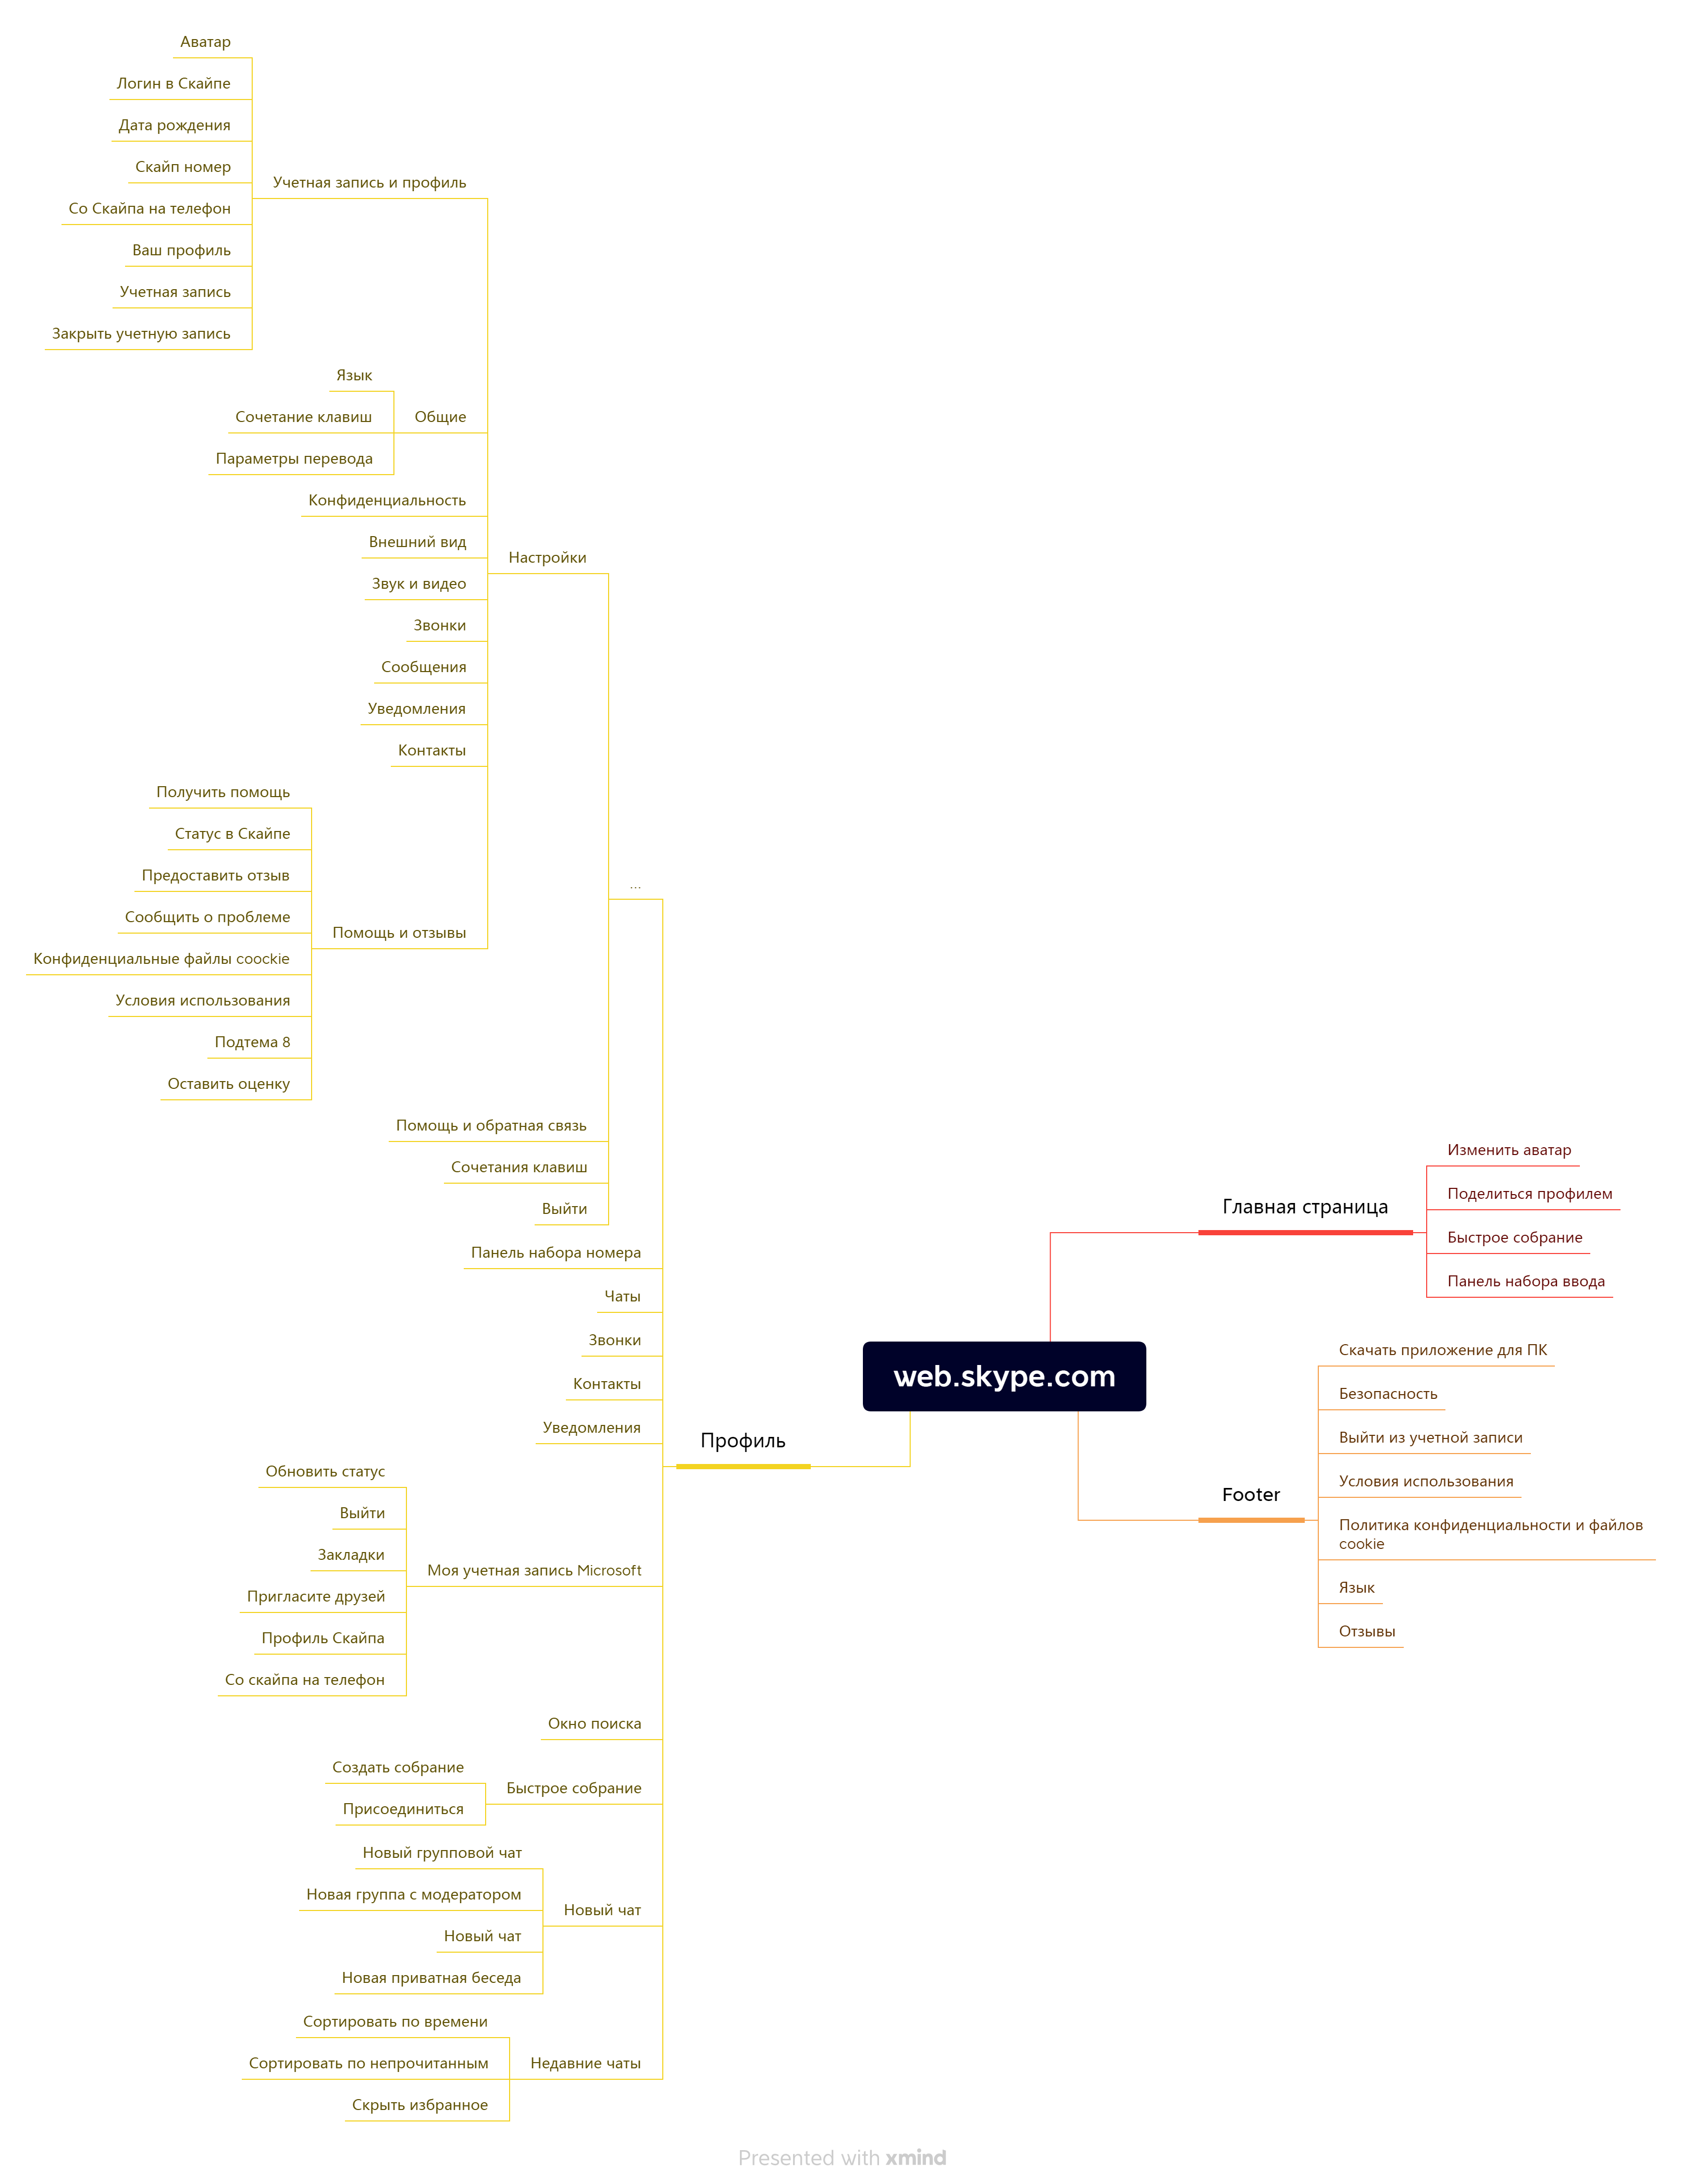 Аватар
Логин в Скайпе
Дата рождения
Скайп номер
Со Скайпа на телефон
Ваш профиль
Учетная запись
Закрыть учетную запись
Учетная запись и профиль
Язык
Сочетание клавиш
Параметры перевода
Общие
Конфиденциальность
Внешний вид
Звук и видео
Звонки
Сообщения
Уведомления
Контакты
Получить помощь
Статус в Скайпе
Предоставить отзыв
Сообщить о проблеме
Конфиденциальные файлы coockie
Условия использования
Подтема 8
Оставить оценку
Помощь и отзывы
Настройки
Помощь и обратная связь
Сочетания клавиш
Выйти
...
Панель набора номера
Чаты
Звонки
Контакты
Уведомления
Обновить статус
Выйти
Закладки
Пригласите друзей
Профиль Скайпа
Со скайпа на телефон
Моя учетная запись Microsoft
Окно поиска
Создать собрание
Присоединиться
Быстрое собрание
Новый групповой чат
Новая группа с модератором
Новый чат
Новая приватная беседа
Новый чат
Сортировать по времени
Сортировать по непрочитанным
Скрыть избранное
Недавние чаты
Профиль
web.skype.com
Главная страница
Изменить аватар
Поделиться профилем
Быстрое собрание
Панель набора ввода
Footer
Скачать приложение для ПК
Безопасность
Выйти из учетной записи
Условия использования
Политика конфиденциальности и файлов
cookie
Язык
Отзывы
Presented with xmind